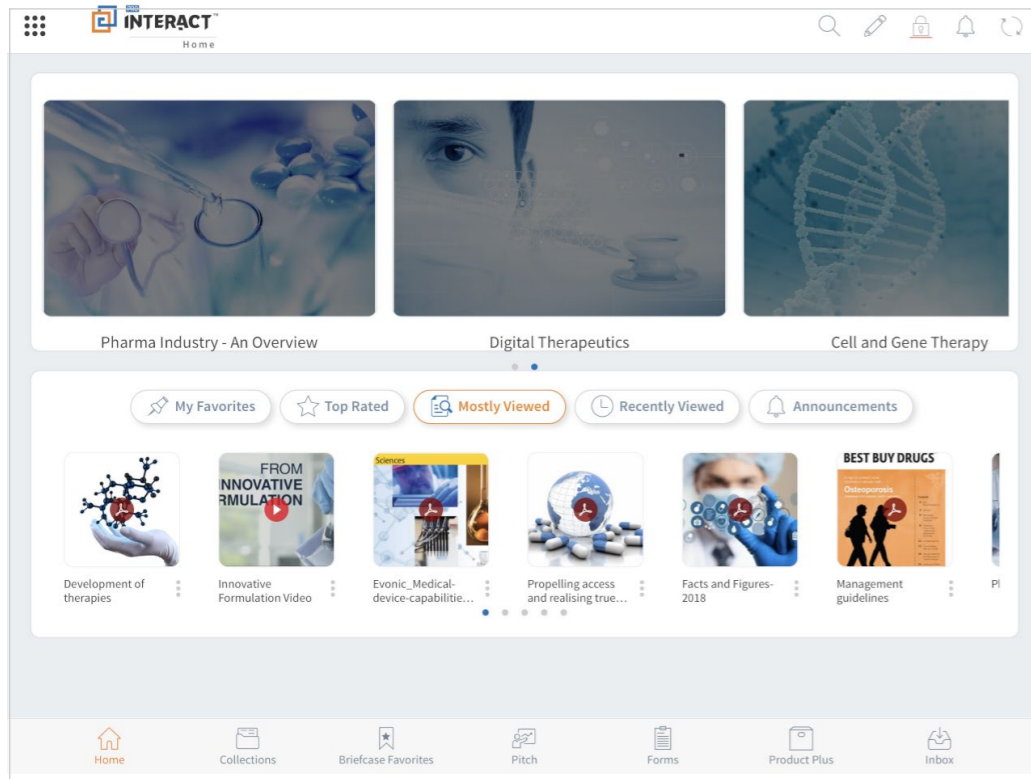 INTERACT™
Home
Pharma Industry - An Overview
Digital Therapeutics
Cell and Gene Therapy
My Favorites
Top Rated
Mostly Viewed
Recently Viewed
Announcements
FROM
INNOVATIVE
RMULATION
Sciences
BEST BUY DRUGS
Osteoporosis
Development of
therapies
Innovative
Formulation Video
Evonic_Medical-
device-capabilitie...
Propelling access
and realising true...
Facts and Figures-
2018
Management
guidelines
Home
Collections
Briefcase Favorites
Pitch
Forms
Product Plus
Inbox